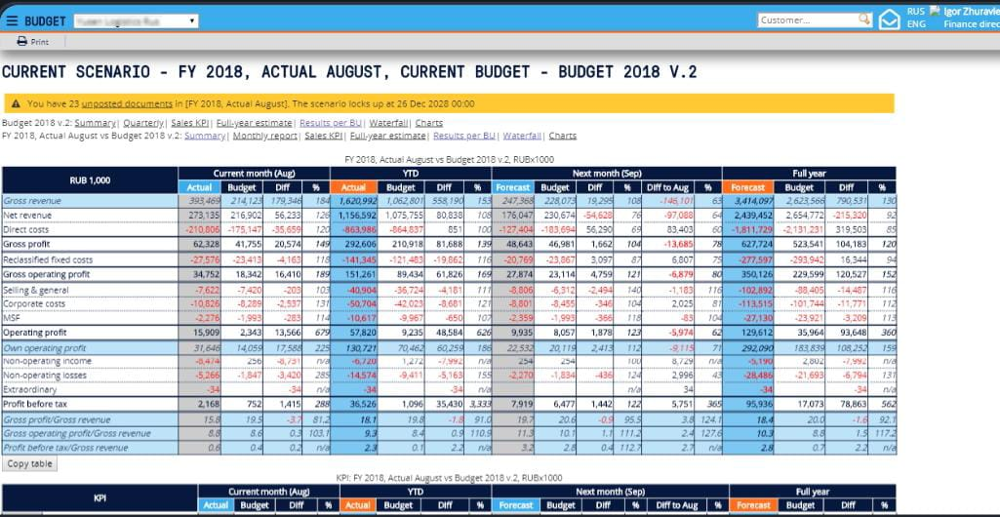 ☰ BUDGET Customer... RUS Igor Zhuravle
ENG Finance direc
Print
CURRENT SCENARIO - FY 2018, ACTUAL AUGUST, CURRENT BUDGET - BUDGET 2018 V.2
You have 23 unposted documents in [FY 2018, Actual August]. The scenario locks up at 26 Dec 2028 00:00
Budget 2018 v.2: Summary| Quarterly| Sales KPI| Full-year estimate| Results per BU| Waterfall| Charts
FY 2018, Actual August vs Budget 2018 v.2: Summary| Monthly report| Sales KPI| Full-year estimate| Results per BU| Waterfall| Charts
FY 2018, Actual August vs Budget 2018 v.2, RUBx1000
RUB 1,000 Current month (Aug) YTD Next month (Sep) Full year
Actual Budget Diff % Actual Budget Diff % Forecast Budget Diff % Diff to Aug % Forecast Budget Diff %
Gross revenue 393,469 214,123 179,346 184 1,620,992 1,062,801 558,190 153 247,368 228,073 19,295 108 -146,101 63 3,414,097 2,623,566 790,531 130
Net revenue 273,135 216,902 56,233 126 1,156,592 1,075,755 80,838 108 176,047 230,674 -54,628 76 -97,088 64 2,439,452 2,654,772 -215,320 92
Direct costs -210,806 -175,147 -35,659 120 -863,986 -864,837 851 100 -127,404 -183,694 56,290 69 83,403 60 -1,811,729 -2,131,231 319,503 85
Gross profit 62,328 41,755 20,574 149 292,606 210,918 81,688 139 48,643 46,981 1,662 104 -13,685 78 627,724 523,541 104,183 120
Reclassified fixed costs -27,576 -23,413 -4,163 118 -141,345 -121,483 -19,862 116 -20,769 -23,867 3,097 87 6,807 75 -277,597 -293,942 16,344 94
Gross operating profit 34,752 18,342 16,410 189 151,261 89,434 61,826 169 27,874 23,114 4,759 121 -6,879 80 350,126 229,599 120,527 152
Selling & general -7,622 -7,420 -203 103 -40,904 -36,724 -4,181 111 -8,806 -6,312 -2,494 140 -1,183 116 -102,892 -88,405 -14,487 116
Corporate costs -10,826 -8,289 -2,537 131 -50,704 -42,023 -8,681 121 -8,801 -8,455 -346 104 2,025 81 -113,515 -101,744 -11,771 112
MSF -2,276 -1,993 -283 114 -10,617 -9,967 -650 107 -2,359 -1,993 -366 118 -83 104 -27,130 -23,921 -3,209 113
Operating profit 15,909 2,343 13,566 679 57,820 9,235 48,584 626 9,935 8,057 1,878 123 -5,974 62 129,612 35,964 93,648 360
Own operating profit 31,646 14,059 17,588 225 130,721 70,462 60,259 186 22,532 20,119 2,413 112 -9,115 71 292,090 183,839 108,252 159
Non-operating income -8,474 256 -8,731 n/a -6,720 1,272 -7,992 n/a 254 254 100 8,729 n/a -5,190 2,802 -7,992 n/a
Non-operating losses -5,266 -1,847 -3,420 285 -14,574 -9,411 -5,163 155 -2,270 -1,834 -436 124 2,996 43 -28,486 -21,693 -6,794 131
Extraordinary -34 -34 n/a -34 -34 n/a n/a 34 -34 -34 n/a
Profit before tax 2,168 752 1,415 288 36,526 1,096 35,430 3,333 7,919 6,477 1,442 122 5,751 365 95,936 17,073 78,863 562
Gross profit/Gross revenue 15.8 19.5 -3.7 81.2 18.1 19.8 -1.8 91.0 19.7 20.6 -0.9 95.5 3.8 124.1 18.4 20.0 -1.6 92.1
Gross operating profit/Gross revenue 8.8 8.6 0.3 103.1 9.3 8.4 0.9 110.9 11.3 10.1 1.1 111.2 2.4 127.6 10.3 8.8 1.5 117.2
Profit before tax/Gross revenue 0.6 0.4 0.2 n/a 2.3 0.1 2.2 n/a 3.2 2.8 0.4 112.7 2.7 n/a 2.8 0.7 2.2 n/a
Copy table
KPI: FY 2018, Actual August vs Budget 2018 v.2, RUBx1000
KPI Current month (Aug) YTD Next month (Sep) Full year
Actual Budget Diff % Actual Budget Diff % Forecast Budget Diff % Diff to Aug % Forecast Budget Diff %